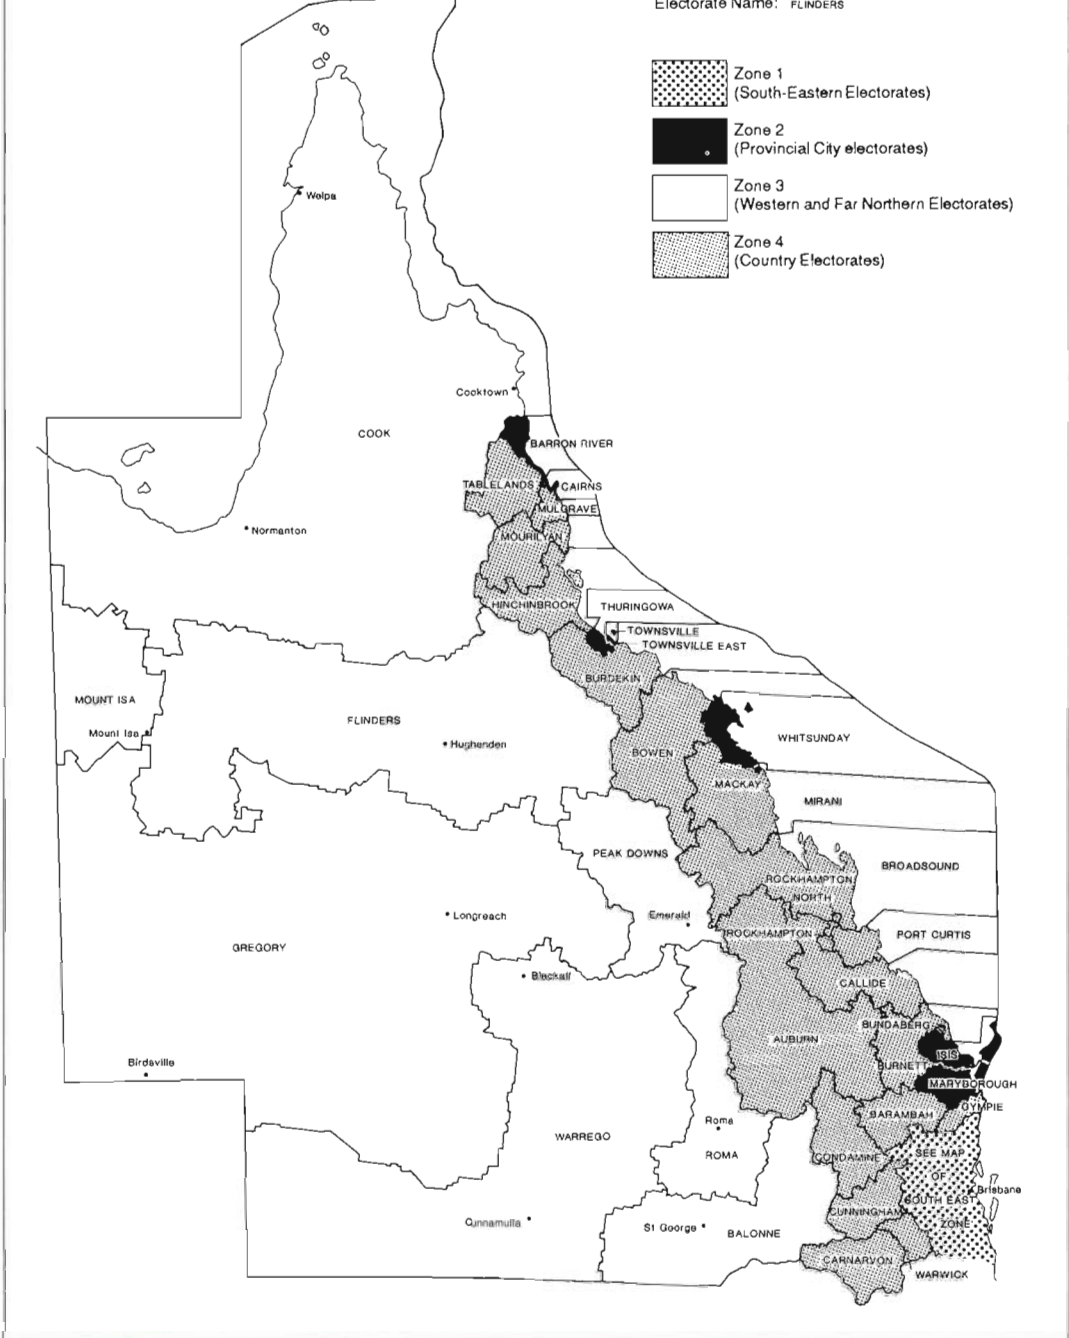 Electorate Name: FLINDERS
Zone 1
(South-Eastern Electorates)
Zone 2
(Provincial City electorates)
Zone 3
(Western and Far Northern Electorates)
Zone 4
(Country Electorates)
Weipa
Cooktown
COOK
BARRON RIVER
TABLELANDS
CAIRNS
MULGRAVE
Normanton
MOURILYAN
HINCHINBROOK
THURINGOWA
TOWNSVILLE
TOWNSVILLE EAST
BURDEKIN
MOUNT ISA
Mount Isa
FLINDERS
Hughenden
WHITSUNDAY
BOWEN
MACKAY
MIRANI
PEAK DOWNS
BROADSOUND
ROCKHAMPTON
NORTH
Longreach
Emerald
ROCKHAMPTON
PORT CURTIS
GREGORY
Blackall
CALLIDE
BUNDABERG
AUBURN
ISIS
BURNETT
Birdsville
MARYBOROUGH
GYMPIE
BARAMBAH
Roma
WARREGO
ROMA
CONDAMINE
SEE MAP
OF
SOUTH EAST
ZONE
Brisbane
CUNNINGHAM
Cunnamulla
St George
BALONNE
CARNARVON
WARWICK